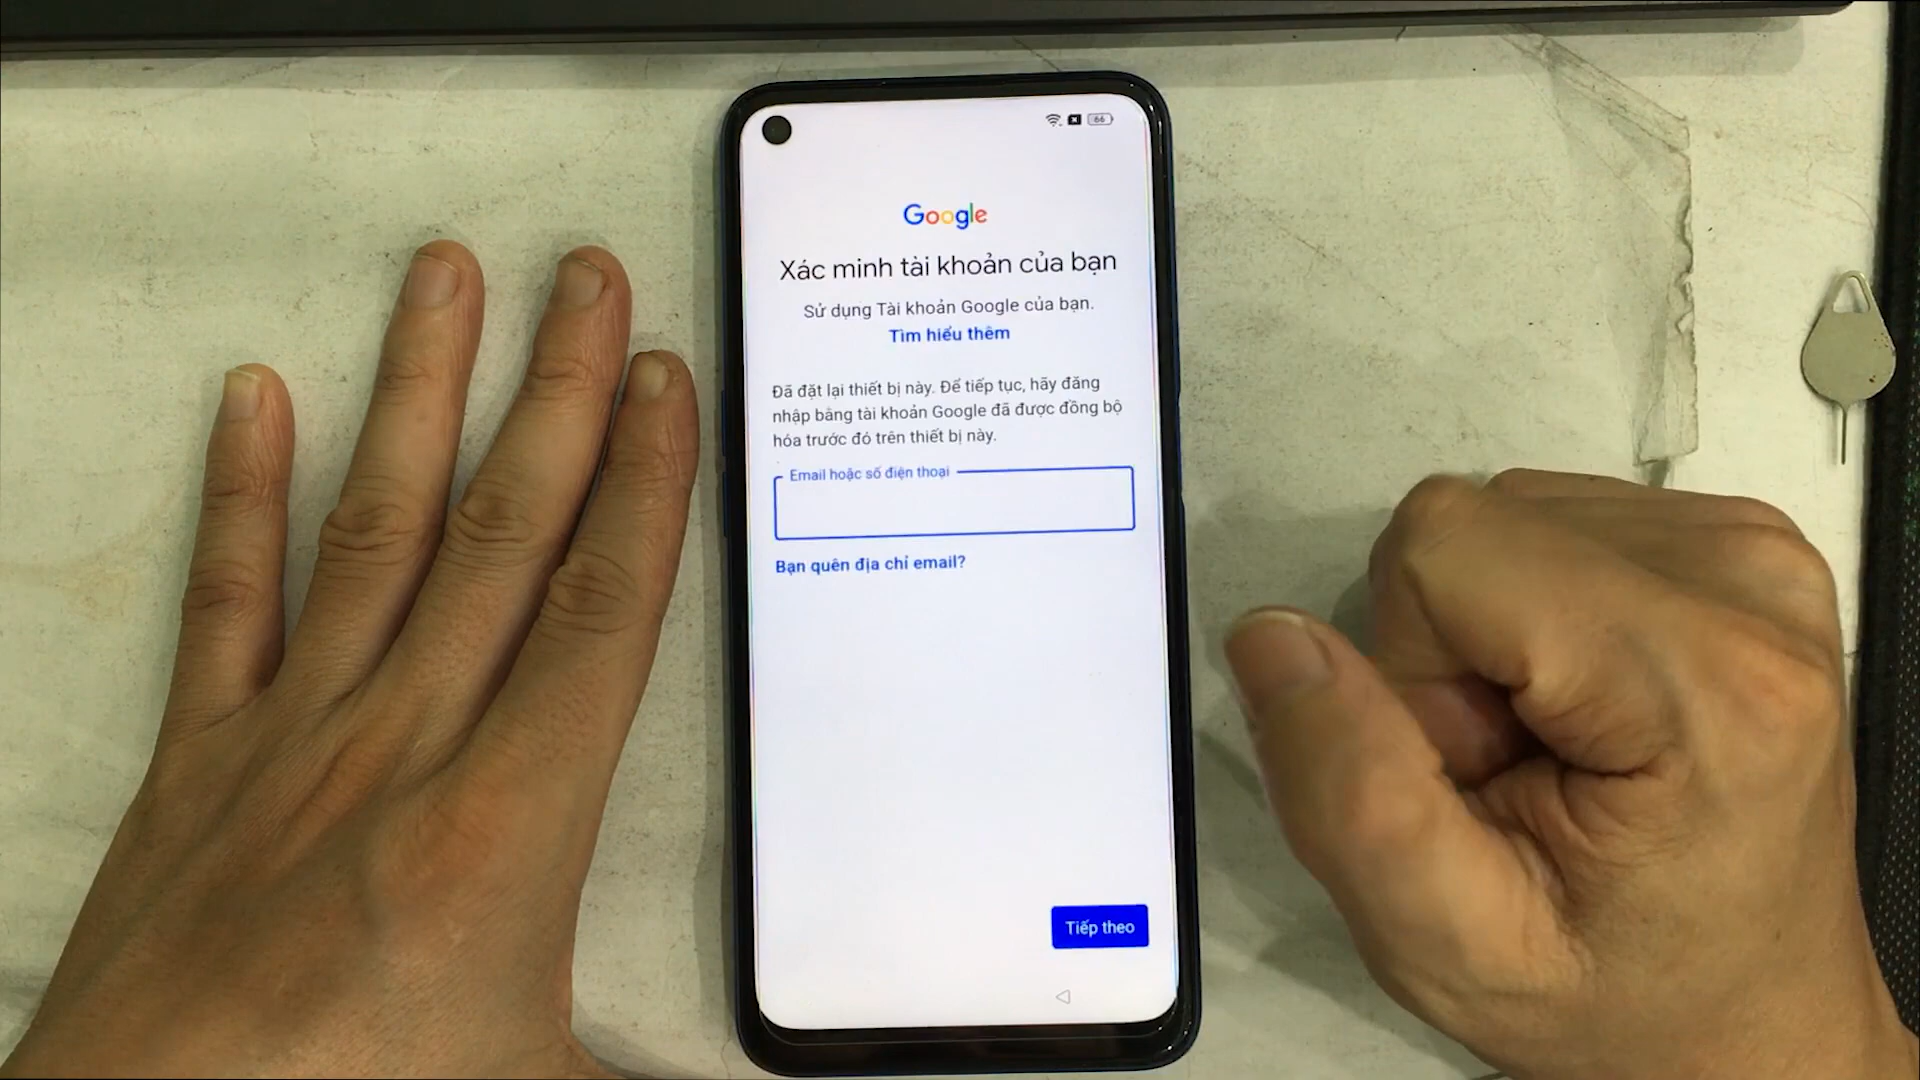 66
Google
Xác minh tài khoản của bạn
Sử dụng Tài khoản Google của bạn.
Tìm hiểu thêm
Đã đặt lại thiết bị này. Để tiếp tục, hãy đăng
nhập bằng tài khoản Google đã được đồng bộ
hóa trước đó trên thiết bị này.
Email hoặc số điện thoại
Bạn quên địa chỉ email?
Tiếp theo